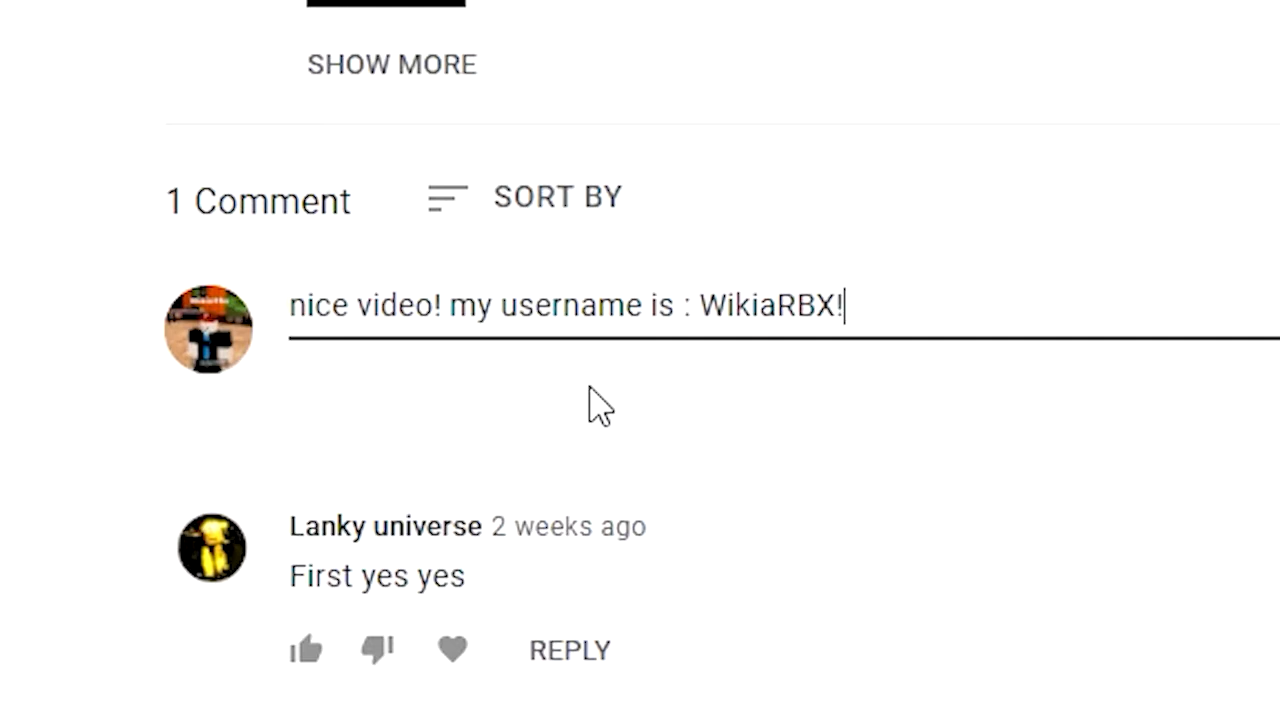 SHOW MORE
1 Comment
SORT BY
nice video! my username is : WikiaRBX!
Lanky universe 2 weeks ago
First yes yes
REPLY